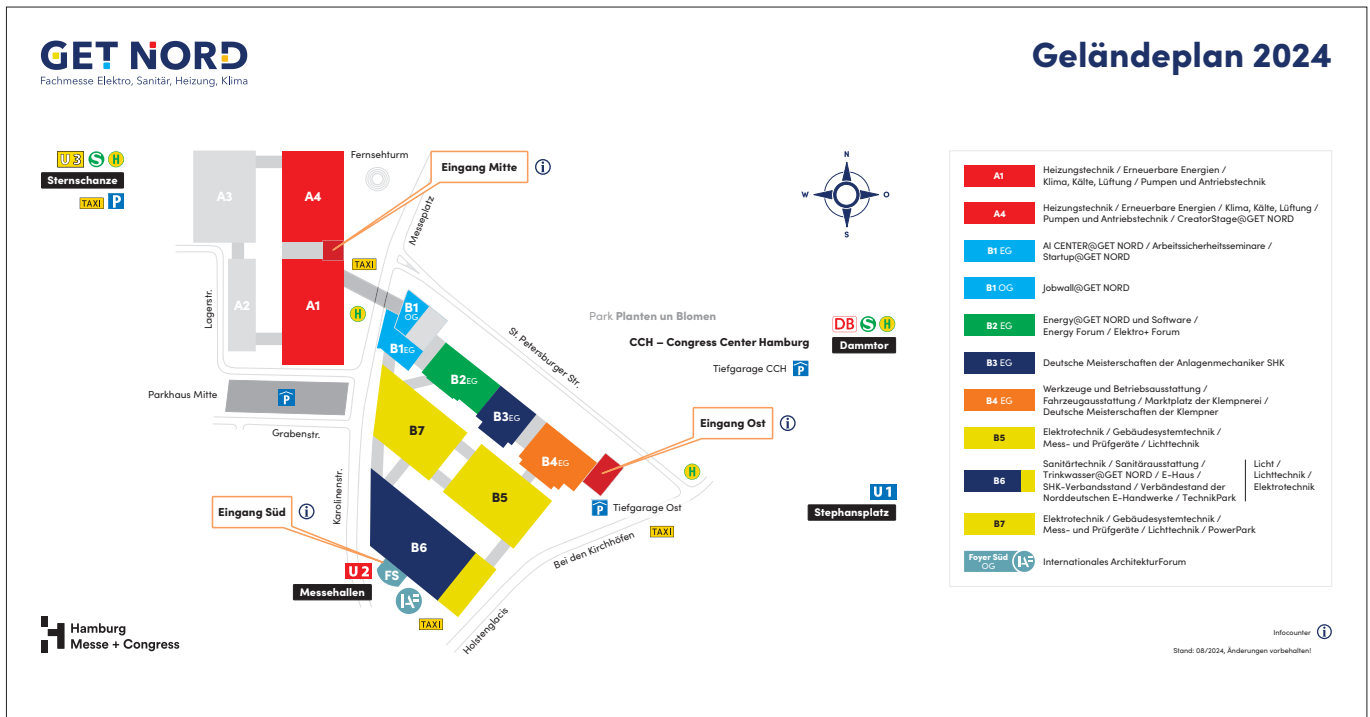 GET NORD
Fachmesse Elektro, Sanitär, Heizung, Klima
Geländeplan 2024
U3 S H
Sternschanze
TAXI P
A3
A4
Fernsehturm
Eingang Mitte i
Messeplatz
N
W O
S
TAXI
Lagerstr.
A2
A1
H
B1
OG
B1EG
Park Planten un Blomen
CCH – Congress Center Hamburg
Tiefgarage CCH P
DB S H
Dammtor
St. Petersburger Str.
Parkhaus Mitte
P
Grabenstr.
B2EG
B3EG
B4EG
B7
B5
Eingang Ost i
H
U1
Stephansplatz
P Tiefgarage Ost
TAXI
Bei den Kirchhöfen
Karolinenstr.
Eingang Süd i
B6
U2
Messehallen
FS
IAF
TAXI
Holstenglacis
A1
Heizungstechnik / Erneuerbare Energien /
Klima, Kälte, Lüftung / Pumpen und Antriebstechnik
A4
Heizungstechnik / Erneuerbare Energien / Klima, Kälte, Lüftung /
Pumpen und Antriebstechnik / CreatorStage@GET NORD
B1 EG
AI CENTER@GET NORD / Arbeitssicherheitsseminare /
Startup@GET NORD
B1 OG
Jobwall@GET NORD
B2 EG
Energy@GET NORD und Software /
Energy Forum / Elektro+ Forum
B3 EG
Deutsche Meisterschaften der Anlagenmechaniker SHK
B4 EG
Werkzeuge und Betriebsausstattung /
Fahrzeugausstattung / Marktplatz der Klempnerei /
Deutsche Meisterschaften der Klempner
B5
Elektrotechnik / Gebäudesystemtechnik /
Mess- und Prüfgeräte / Lichttechnik
B6
Sanitärtechnik / Sanitärausstattung /
Trinkwasser@GET NORD / E-Haus /
SHK-Verbandsstand / Verbändestand der
Norddeutschen E-Handwerke / TechnikPark
Licht /
Lichttechnik /
Elektrotechnik
B7
Elektrotechnik / Gebäudesystemtechnik /
Mess- und Prüfgeräte / Lichttechnik / PowerPark
Foyer Süd
OG
IAF
Internationales ArchitekturForum
Hamburg
Messe + Congress
Infocounter i
Stand: 08/2024, Änderungen vorbehalten!